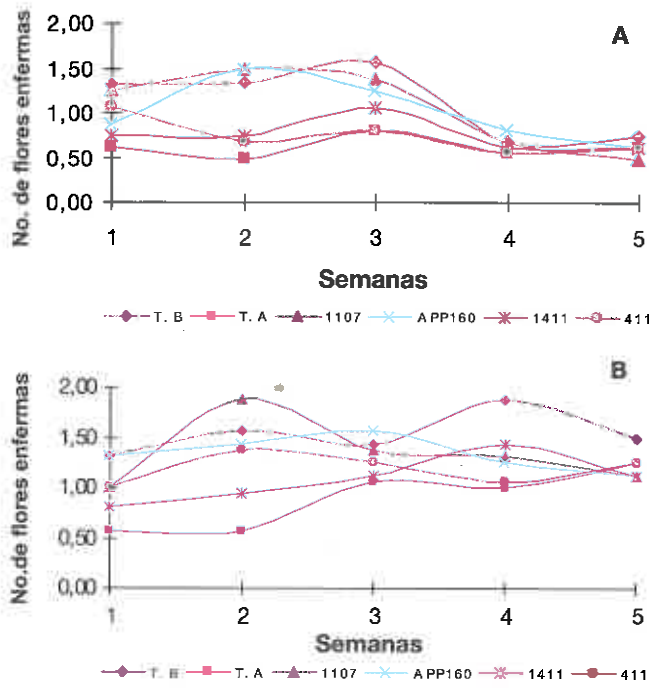 A
No. de flores enfermas
2,00
1,50
1,00
0,50
0,00
1 2 3 4 5
Semanas
T. B T. A 1107 APP160 1411 411
B
No.de flores enfermas
2,00
1,50
1,00
0,50
0,00
1 2 3 4 5
Semanas
T. B T. A 1107 APP160 1411 411